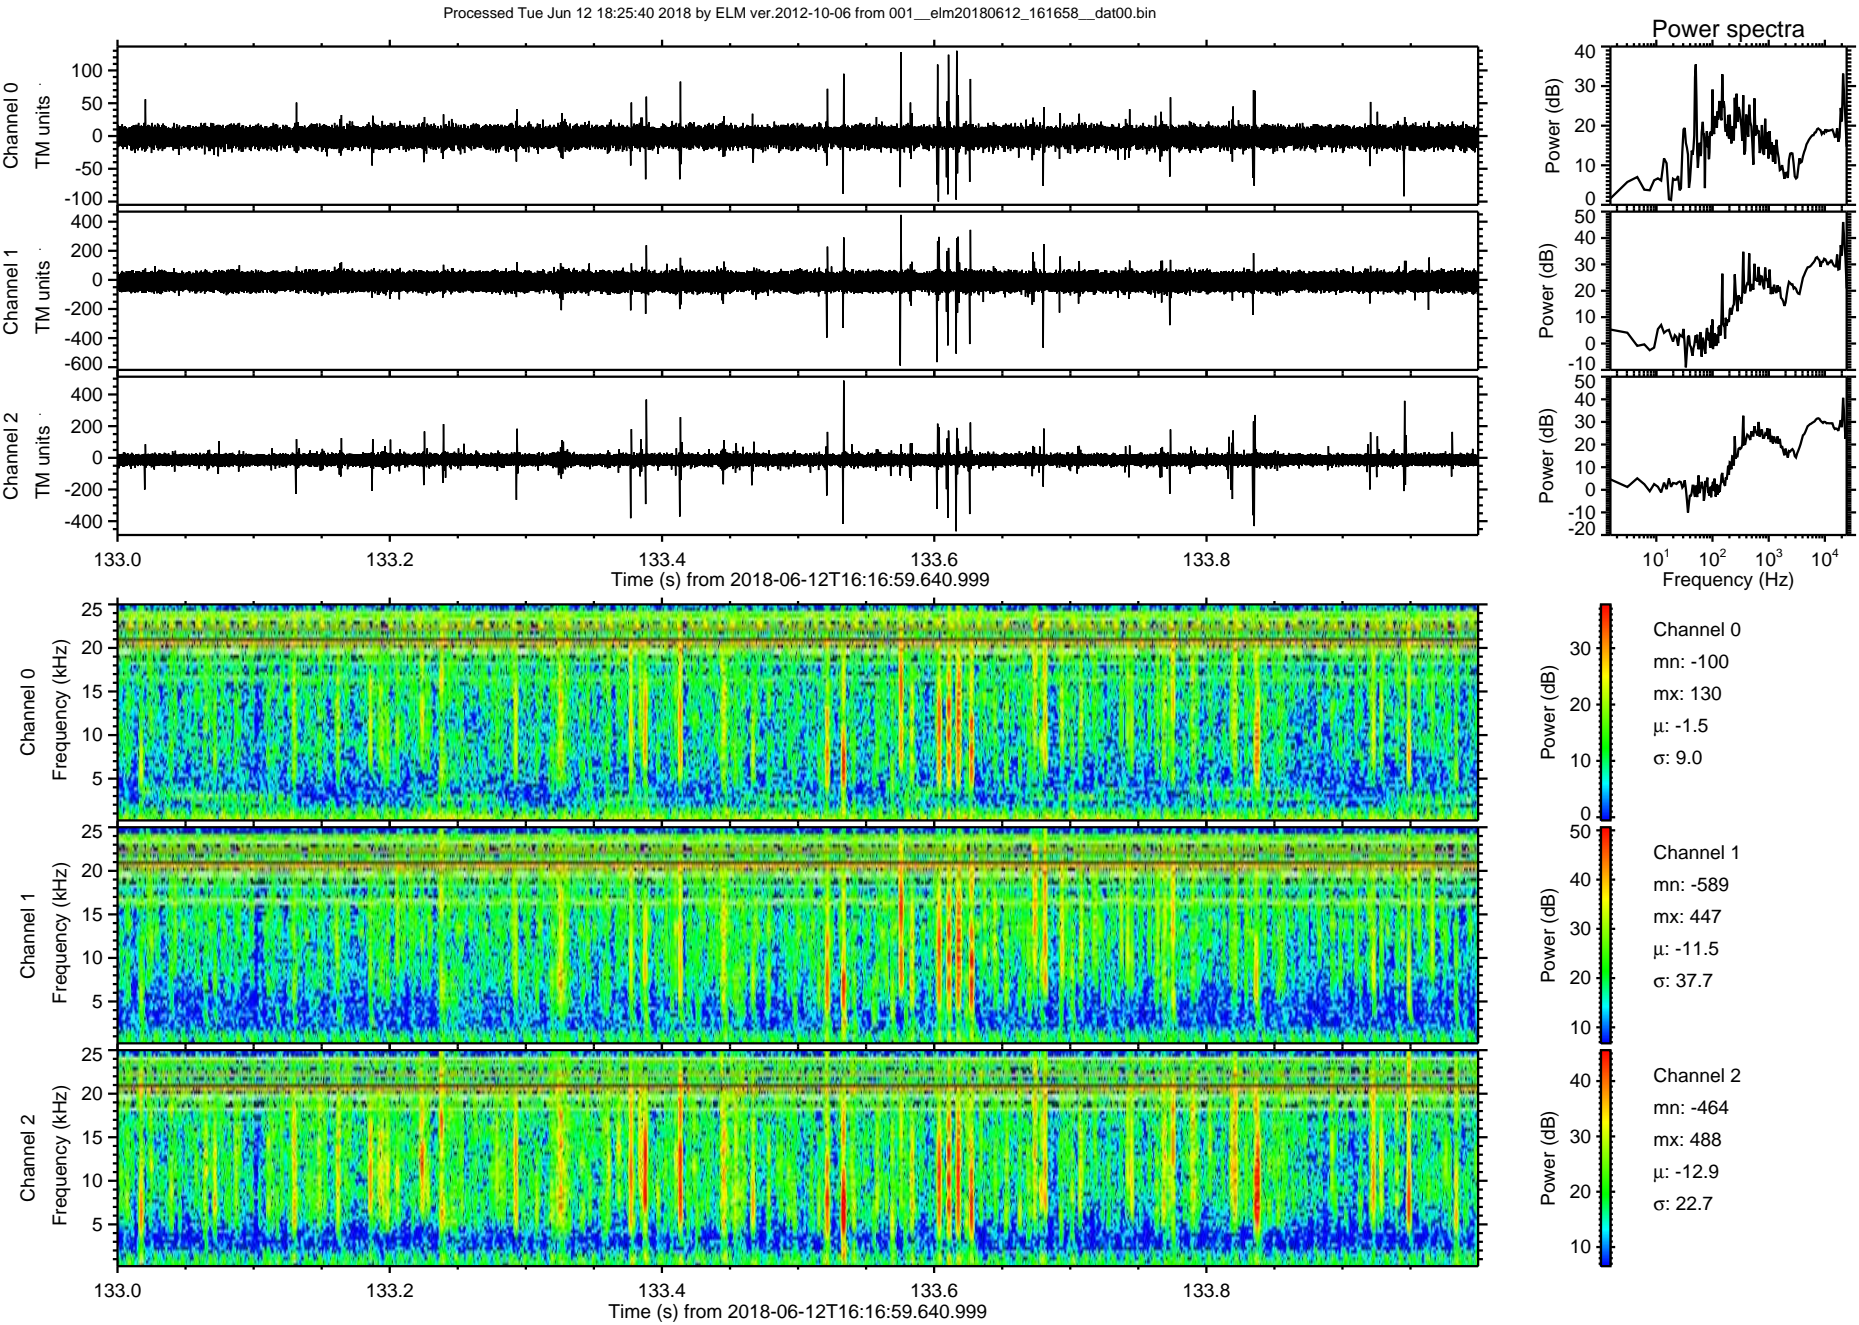 Processed Tue Jun 12 18:25:40 2018 by ELM ver.2012-10-06 from 001__elm20180612_161658__dat00.bin
Power spectra
Channel 0
TM units
100
50
0
-50
-100
Power (dB)
40
30
20
10
0
Channel 1
TM units
400
200
0
-200
-400
-600
Power (dB)
50
40
30
20
10
0
-10
Channel 2
TM units
400
200
0
-200
-400
Power (dB)
50
40
30
20
10
0
-10
-20
133.0 133.2 133.4 133.6 133.8
Time (s) from 2018-06-12T16:16:59.640.999
10¹ 10² 10³ 10⁴
Frequency (Hz)
Channel 0
Frequency (kHz)
25
20
15
10
5
Power (dB)
30
20
10
0
Channel 0
mn: -100
mx: 130
μ: -1.5
σ: 9.0
Channel 1
Frequency (kHz)
25
20
15
10
5
Power (dB)
50
40
30
20
10
Channel 1
mn: -589
mx: 447
μ: -11.5
σ: 37.7
Channel 2
Frequency (kHz)
25
20
15
10
5
Power (dB)
40
30
20
10
Channel 2
mn: -464
mx: 488
μ: -12.9
σ: 22.7
133.0 133.2 133.4 133.6 133.8
Time (s) from 2018-06-12T16:16:59.640.999